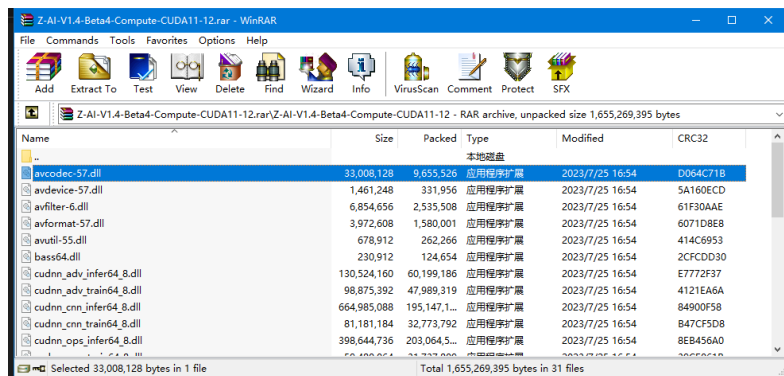 Z-AI-V1.4-Beta4-Compute-CUDA11-12.rar - WinRAR
File Commands Tools Favorites Options Help
Add Extract To Test View Delete Find Wizard Info VirusScan Comment Protect SFX
Z-AI-V1.4-Beta4-Compute-CUDA11-12.rar\Z-AI-V1.4-Beta4-Compute-CUDA11-12 - RAR archive, unpacked size 1,655,269,395 bytes
Name Size Packed Type Modified CRC32
.. 本地磁盘
avcodec-57.dll 33,008,128 9,655,526 应用程序扩展 2023/7/25 16:54 D064C71B
avdevice-57.dll 1,461,248 331,956 应用程序扩展 2023/7/25 16:54 5A160ECD
avfilter-6.dll 6,854,656 2,535,508 应用程序扩展 2023/7/25 16:54 61F30AAE
avformat-57.dll 3,972,608 1,580,001 应用程序扩展 2023/7/25 16:54 6071D8E8
avutil-55.dll 678,912 262,266 应用程序扩展 2023/7/25 16:54 414C6953
bass64.dll 230,912 124,654 应用程序扩展 2023/7/25 16:54 2CFCDD30
cudnn_adv_infer64_8.dll 130,524,160 60,199,186 应用程序扩展 2023/7/25 16:54 E7772F37
cudnn_adv_train64_8.dll 98,875,392 47,989,319 应用程序扩展 2023/7/25 16:54 4121EA6A
cudnn_cnn_infer64_8.dll 664,985,088 195,147,1... 应用程序扩展 2023/7/25 16:54 84900F58
cudnn_cnn_train64_8.dll 81,181,184 32,773,792 应用程序扩展 2023/7/25 16:54 B47CF5D8
cudnn_ops_infer64_8.dll 398,644,736 203,064,5... 应用程序扩展 2023/7/25 16:54 8EB456A0
Selected 33,008,128 bytes in 1 file Total 1,655,269,395 bytes in 31 files